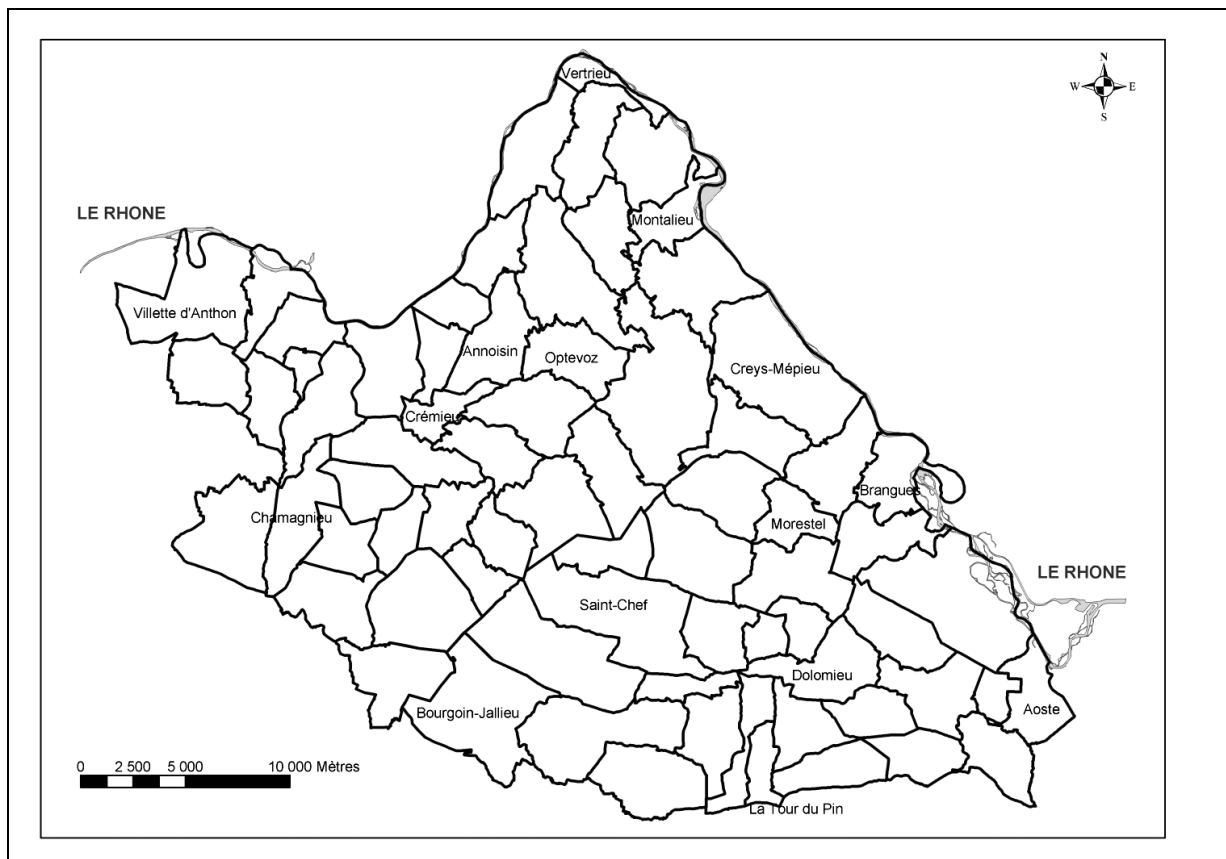 N
W E
S
Vertrieu
LE RHONE
Montalieu
Villette d'Anthon
Annoisin
Optevoz
Creys-Mépieu
Crémieu
Brangues
Chamagnieu
Morestel
LE RHONE
Saint-Chef
Dolomieu
Aoste
Bourgoin-Jallieu
0 2 500 5 000 10 000 Mètres
La Tour du Pin